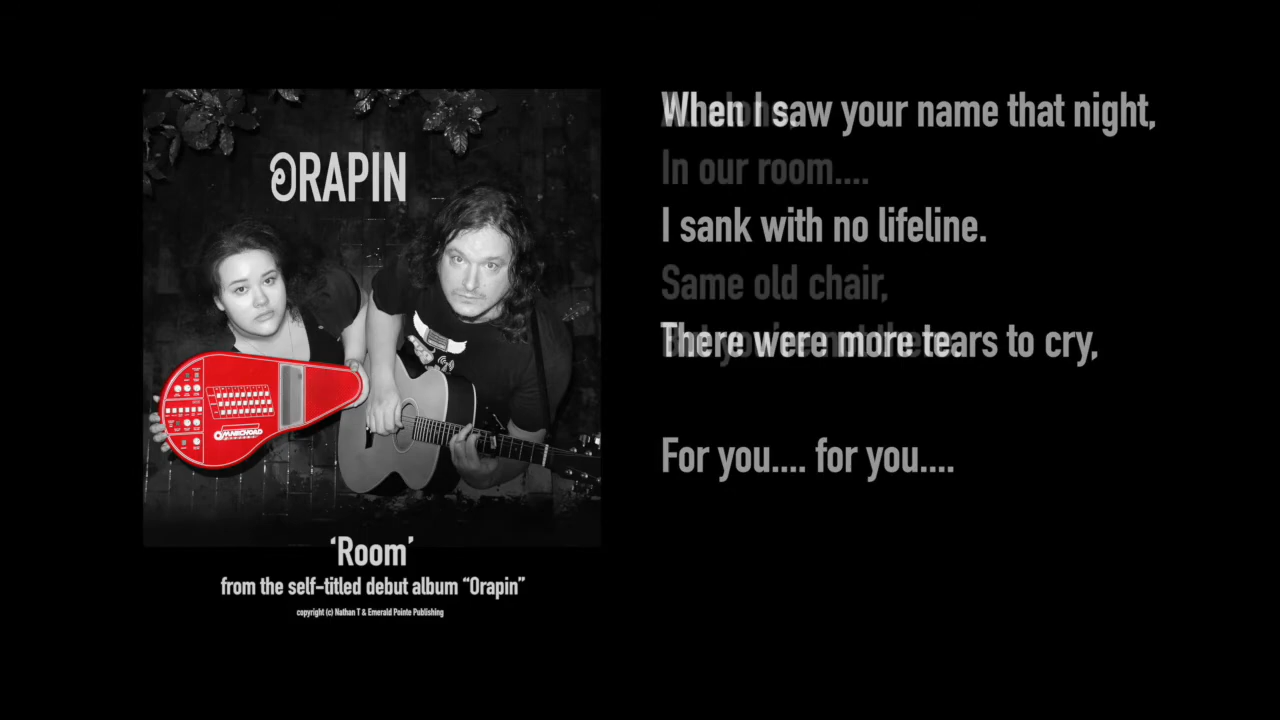 ORAPIN
OMNICHORD
‘Room’
from the self-titled debut album “Orapin”
copyright (c) Nathan T & Emerald Pointe Publishing
When I saw your name that night,
In our room....
I sank with no lifeline.
Same old chair,
There were more tears to cry,
For you.... for you....